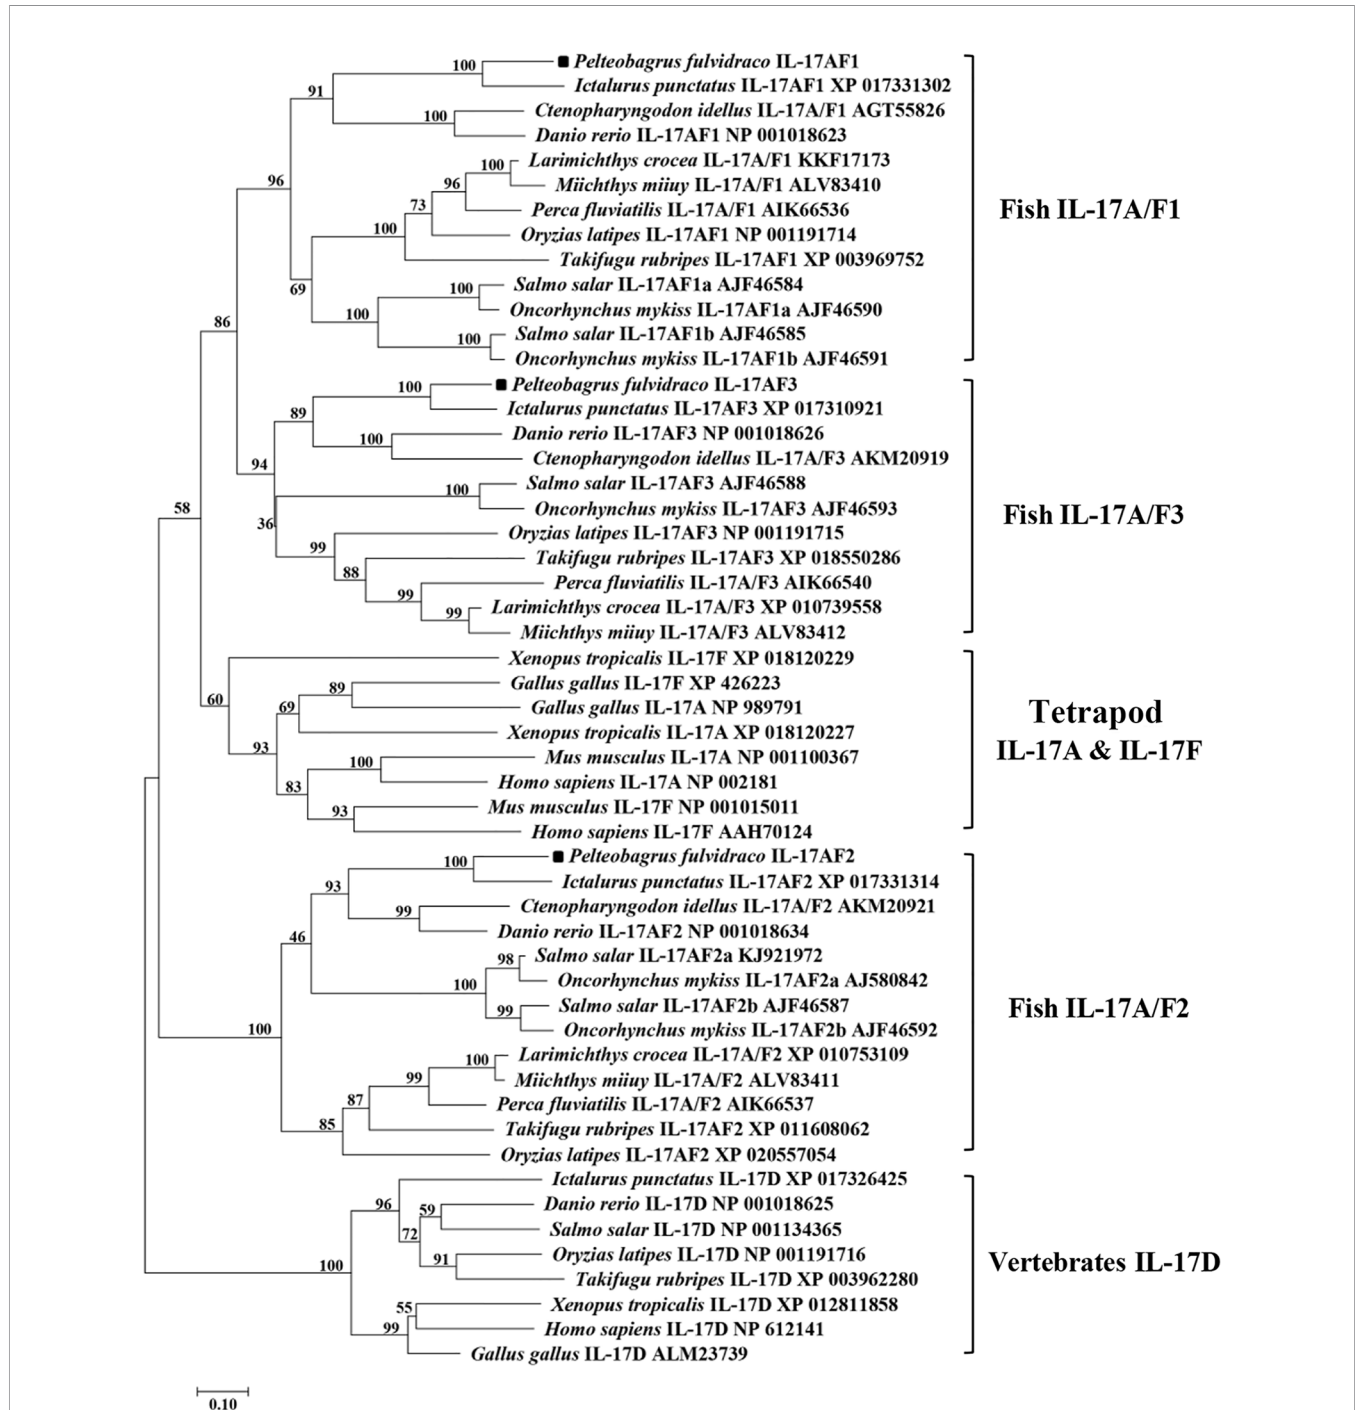 100
Pelteobagrus fulvidraco IL-17AF1
Ictalurus punctatus IL-17AF1 XP 017331302
91
100
Ctenopharyngodon idellus IL-17A/F1 AGT55826
Danio rerio IL-17AF1 NP 001018623
96
100
Larimichthys crocea IL-17A/F1 KKF17173
Miichthys miiuy IL-17A/F1 ALV83410
96
Perca fluviatilis IL-17A/F1 AIK66536
73
Oryzias latipes IL-17AF1 NP 001191714
100
Takifugu rubripes IL-17AF1 XP 003969752
69
100
Salmo salar IL-17AF1a AJF46584
Oncorhynchus mykiss IL-17AF1a AJF46590
100
100
Salmo salar IL-17AF1b AJF46585
Oncorhynchus mykiss IL-17AF1b AJF46591
Fish IL-17A/F1
86
100
Pelteobagrus fulvidraco IL-17AF3
Ictalurus punctatus IL-17AF3 XP 017310921
89
100
Danio rerio IL-17AF3 NP 001018626
Ctenopharyngodon idellus IL-17A/F3 AKM20919
94
100
Salmo salar IL-17AF3 AJF46588
Oncorhynchus mykiss IL-17AF3 AJF46593
36
Oryzias latipes IL-17AF3 NP 001191715
99
Takifugu rubripes IL-17AF3 XP 018550286
88
Perca fluviatilis IL-17A/F3 AIK66540
99
Larimichthys crocea IL-17A/F3 XP 010739558
99
Miichthys miiuy IL-17A/F3 ALV83412
Fish IL-17A/F3
58
Xenopus tropicalis IL-17F XP 018120229
60
89
Gallus gallus IL-17F XP 426223
Gallus gallus IL-17A NP 989791
69
Xenopus tropicalis IL-17A XP 018120227
93
100
Mus musculus IL-17A NP 001100367
Homo sapiens IL-17A NP 002181
83
93
Mus musculus IL-17F NP 001015011
Homo sapiens IL-17F AAH70124
Tetrapod
IL-17A & IL-17F
100
Pelteobagrus fulvidraco IL-17AF2
Ictalurus punctatus IL-17AF2 XP 017331314
93
99
Ctenopharyngodon idellus IL-17A/F2 AKM20921
Danio rerio IL-17AF2 NP 001018634
46
98
Salmo salar IL-17AF2a KJ921972
Oncorhynchus mykiss IL-17AF2a AJ580842
100
99
Salmo salar IL-17AF2b AJF46587
Oncorhynchus mykiss IL-17AF2b AJF46592
100
100
Larimichthys crocea IL-17A/F2 XP 010753109
Miichthys miiuy IL-17A/F2 ALV83411
99
Perca fluviatilis IL-17A/F2 AIK66537
87
Takifugu rubripes IL-17AF2 XP 011608062
85
Oryzias latipes IL-17AF2 XP 020557054
Fish IL-17A/F2
Ictalurus punctatus IL-17D XP 017326425
96
59
Danio rerio IL-17D NP 001018625
Salmo salar IL-17D NP 001134365
72
91
Oryzias latipes IL-17D NP 001191716
Takifugu rubripes IL-17D XP 003962280
100
55
Xenopus tropicalis IL-17D XP 012811858
Homo sapiens IL-17D NP 612141
99
Gallus gallus IL-17D ALM23739
Vertebrates IL-17D
0.10